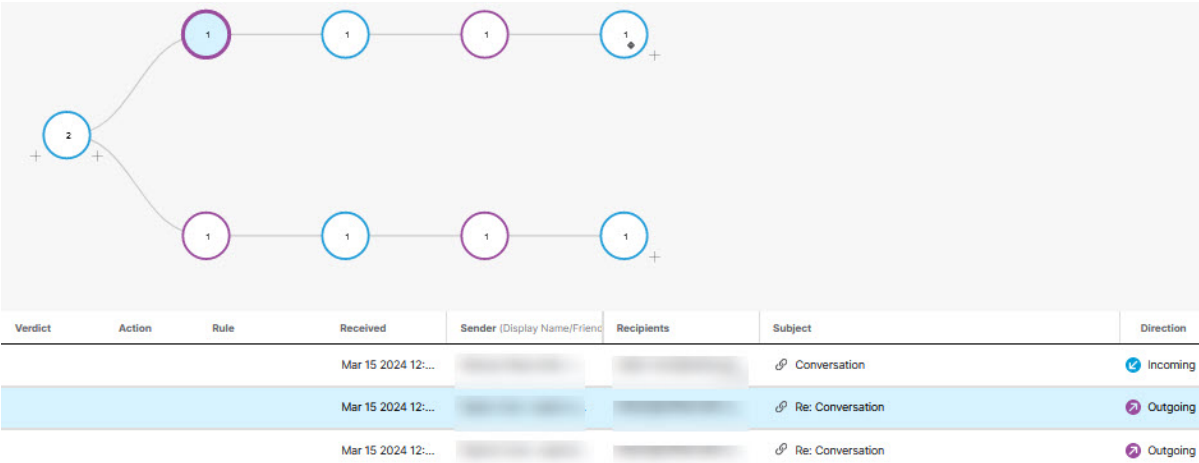 1 1 1 1
2
1 1 1 1
Verdict Action Rule Received Sender (Display Name/Friend Recipients Subject Direction
Mar 15 2024 12:... Conversation Incoming
Mar 15 2024 12:... Re: Conversation Outgoing
Mar 15 2024 12:... Re: Conversation Outgoing